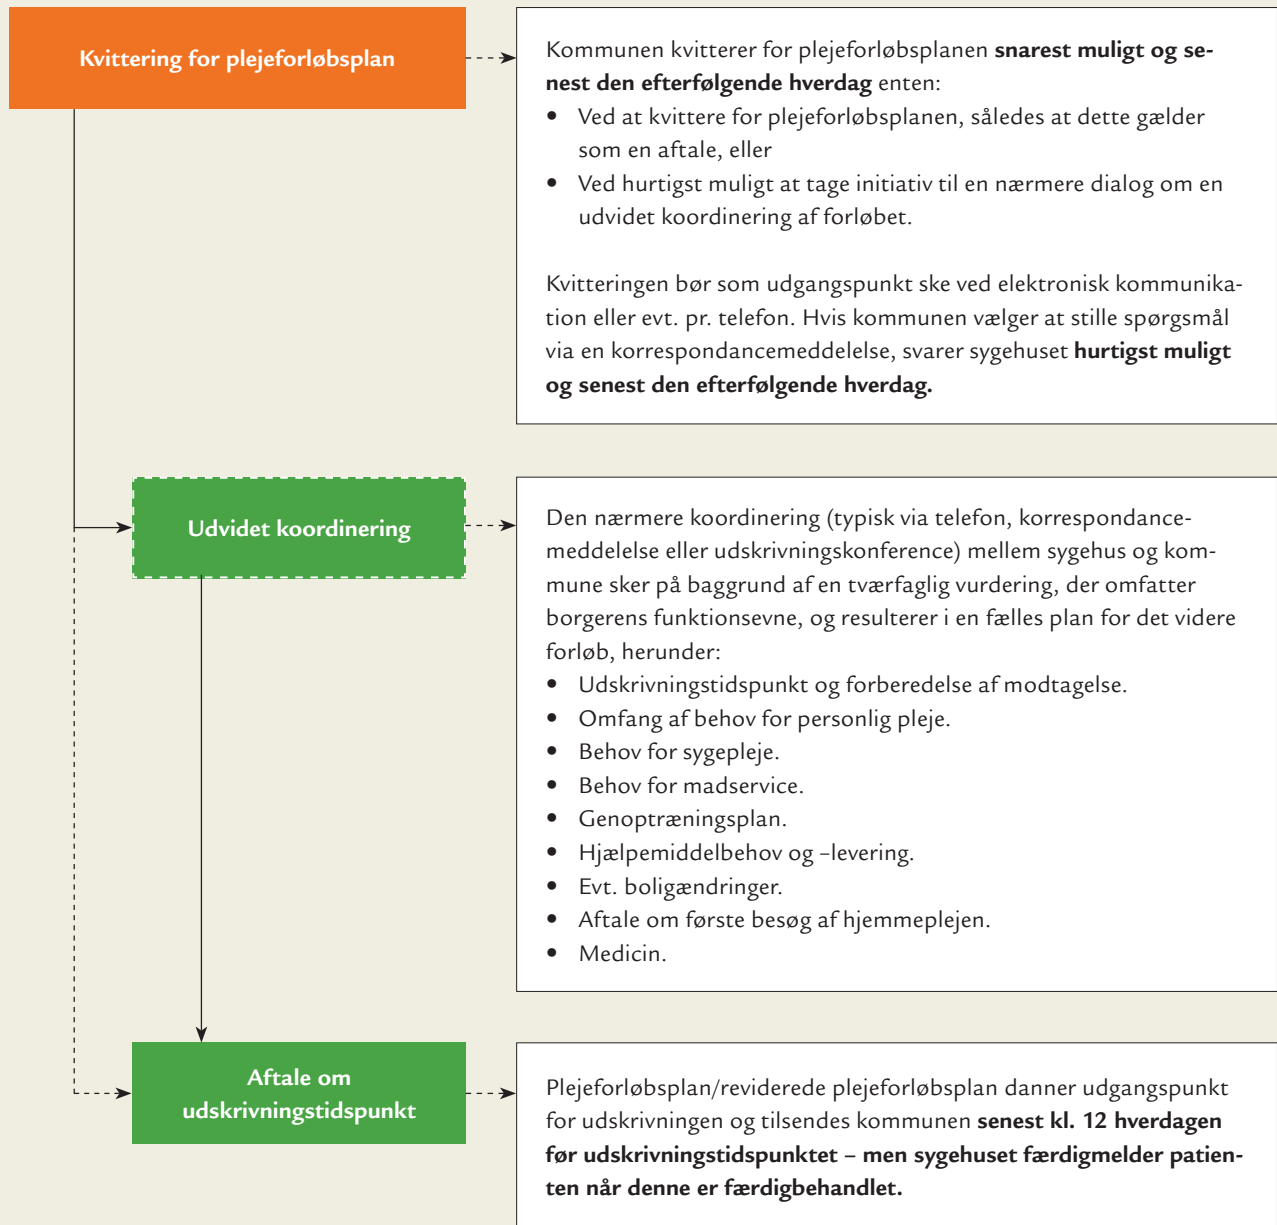 Kvittering for plejeforløbsplan
Kommunen kvitterer for plejeforløbsplanen snarest muligt og se-
nest den efterfølgende hverdag enten:
• Ved at kvittere for plejeforløbsplanen, således at dette gælder
som en aftale, eller
• Ved hurtigst muligt at tage initiativ til en nærmere dialog om en
udvidet koordinering af forløbet.
Kvitteringen bør som udgangspunkt ske ved elektronisk kommunika-
tion eller evt. pr. telefon. Hvis kommunen vælger at stille spørgsmål
via en korrespondancemeddelelse, svarer sygehuset hurtigst muligt
og senest den efterfølgende hverdag.
Udvidet koordinering
Den nærmere koordinering (typisk via telefon, korrespondance-
meddelelse eller udskrivningskonference) mellem sygehus og kom-
mune sker på baggrund af en tværfaglig vurdering, der omfatter
borgerens funktionsevne, og resulterer i en fælles plan for det videre
forløb, herunder:
• Udskrivningstidspunkt og forberedelse af modtagelse.
• Omfang af behov for personlig pleje.
• Behov for sygepleje.
• Behov for madservice.
• Genoptræningsplan.
• Hjælpemiddelbehov og –levering.
• Evt. boligændringer.
• Aftale om første besøg af hjemmeplejen.
• Medicin.
Aftale om
udskrivningstidspunkt
Plejeforløbsplan/reviderede plejeforløbsplan danner udgangspunkt
for udskrivningen og tilsendes kommunen senest kl. 12 hverdagen
før udskrivningstidspunktet – men sygehuset færdigmelder patien-
ten når denne er færdigbehandlet.